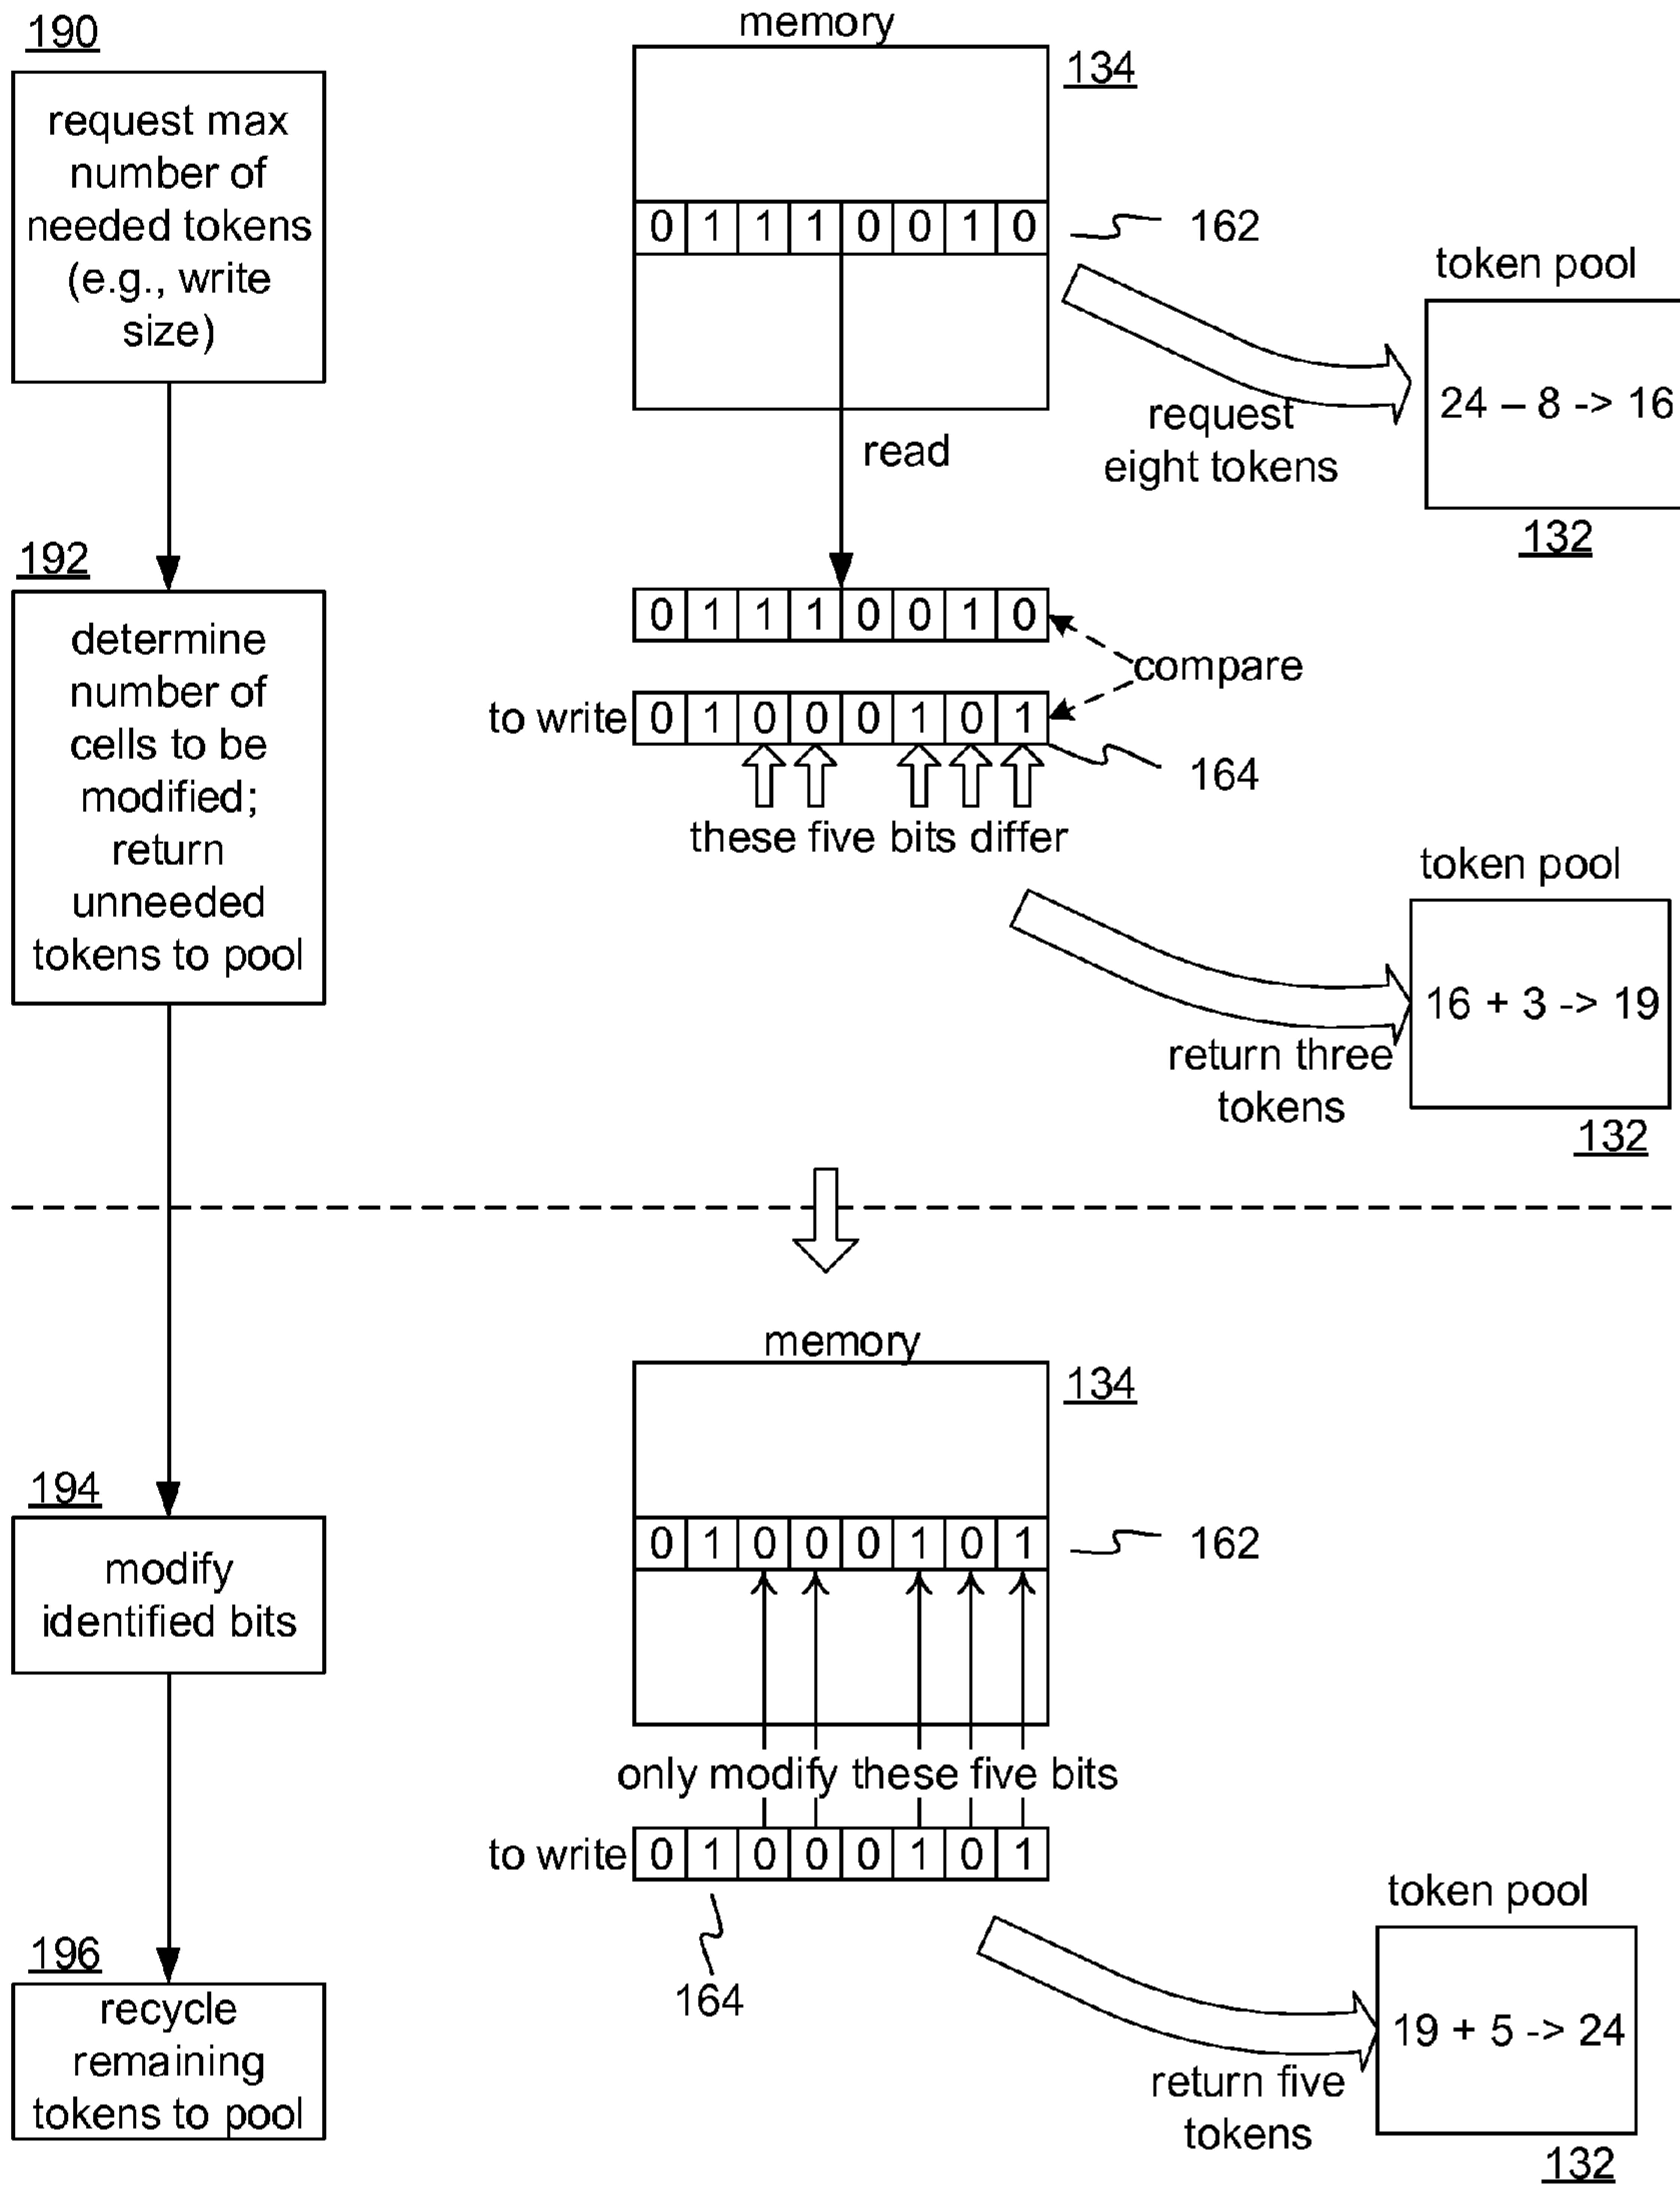 190
request max
number of
needed tokens
(e.g., write
size)
memory
134
0 1 1 1 0 0 1 0
162
token pool
24 – 8 -> 16
132
request
eight tokens
read
192
determine
number of
cells to be
modified;
return
unneeded
tokens to pool
0 1 1 1 0 0 1 0
compare
to write 0 1 0 0 0 1 0 1
164
these five bits differ
token pool
16 + 3 -> 19
132
return three
tokens
memory
134
194
modify
identified bits
0 1 0 0 0 1 0 1
162
only modify these five bits
to write 0 1 0 0 0 1 0 1
164
196
recycle
remaining
tokens to pool
token pool
19 + 5 -> 24
132
return five
tokens